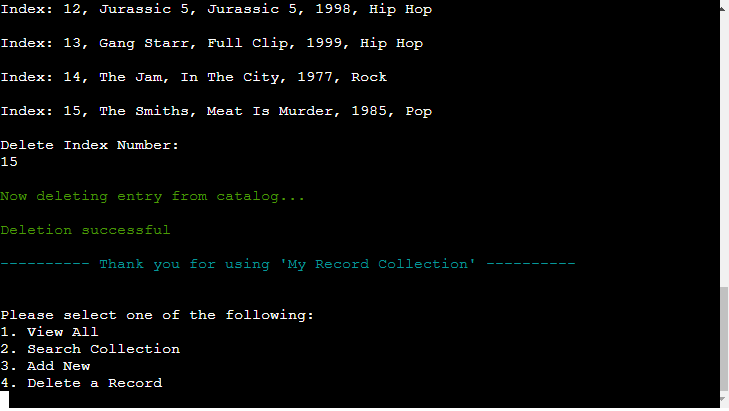 Index: 12, Jurassic 5, Jurassic 5, 1998, Hip Hop
Index: 13, Gang Starr, Full Clip, 1999, Hip Hop
Index: 14, The Jam, In The City, 1977, Rock
Index: 15, The Smiths, Meat Is Murder, 1985, Pop
Delete Index Number:
15
Now deleting entry from catalog...
Deletion successful
---------- Thank you for using 'My Record Collection' ----------
Please select one of the following:
1. View All
2. Search Collection
3. Add New
4. Delete a Record